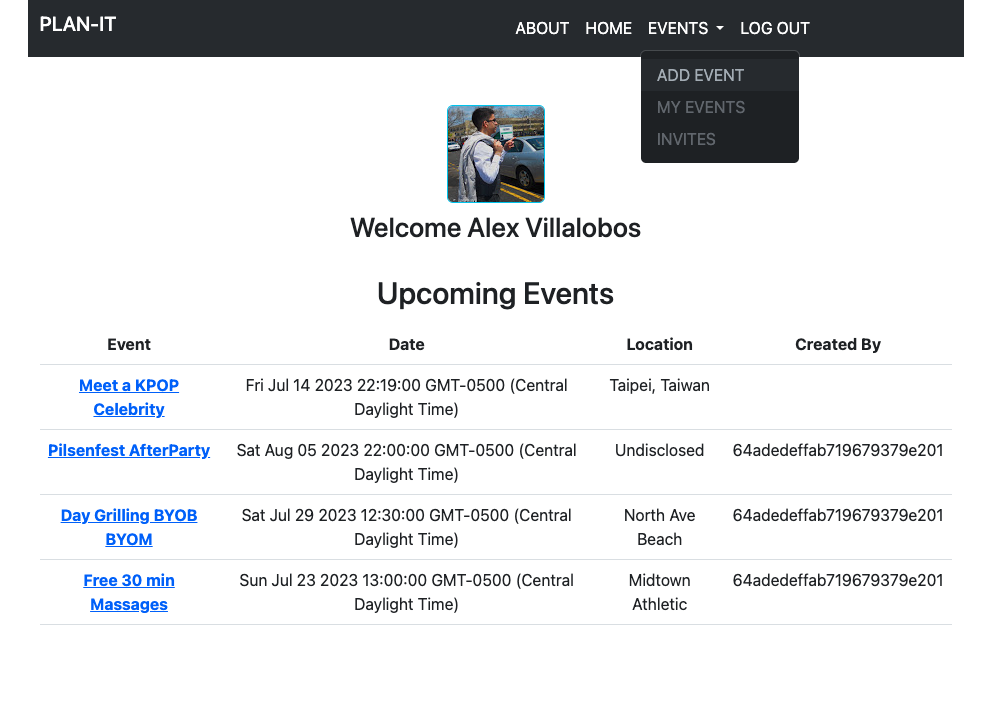 PLAN-IT
ABOUT HOME EVENTS LOG OUT
ADD EVENT
MY EVENTS
INVITES
Welcome Alex Villalobos
Upcoming Events
Event Date Location Created By
Meet a KPOP Fri Jul 14 2023 22:19:00 GMT-0500 (Central Taipei, Taiwan
Celebrity Daylight Time)
Pilsenfest AfterParty Sat Aug 05 2023 22:00:00 GMT-0500 (Central Undisclosed 64adedeffab719679379e201
Daylight Time)
Day Grilling BYOB Sat Jul 29 2023 12:30:00 GMT-0500 (Central North Ave 64adedeffab719679379e201
BYOM Daylight Time) Beach
Free 30 min Sun Jul 23 2023 13:00:00 GMT-0500 (Central Midtown 64adedeffab719679379e201
Massages Daylight Time) Athletic